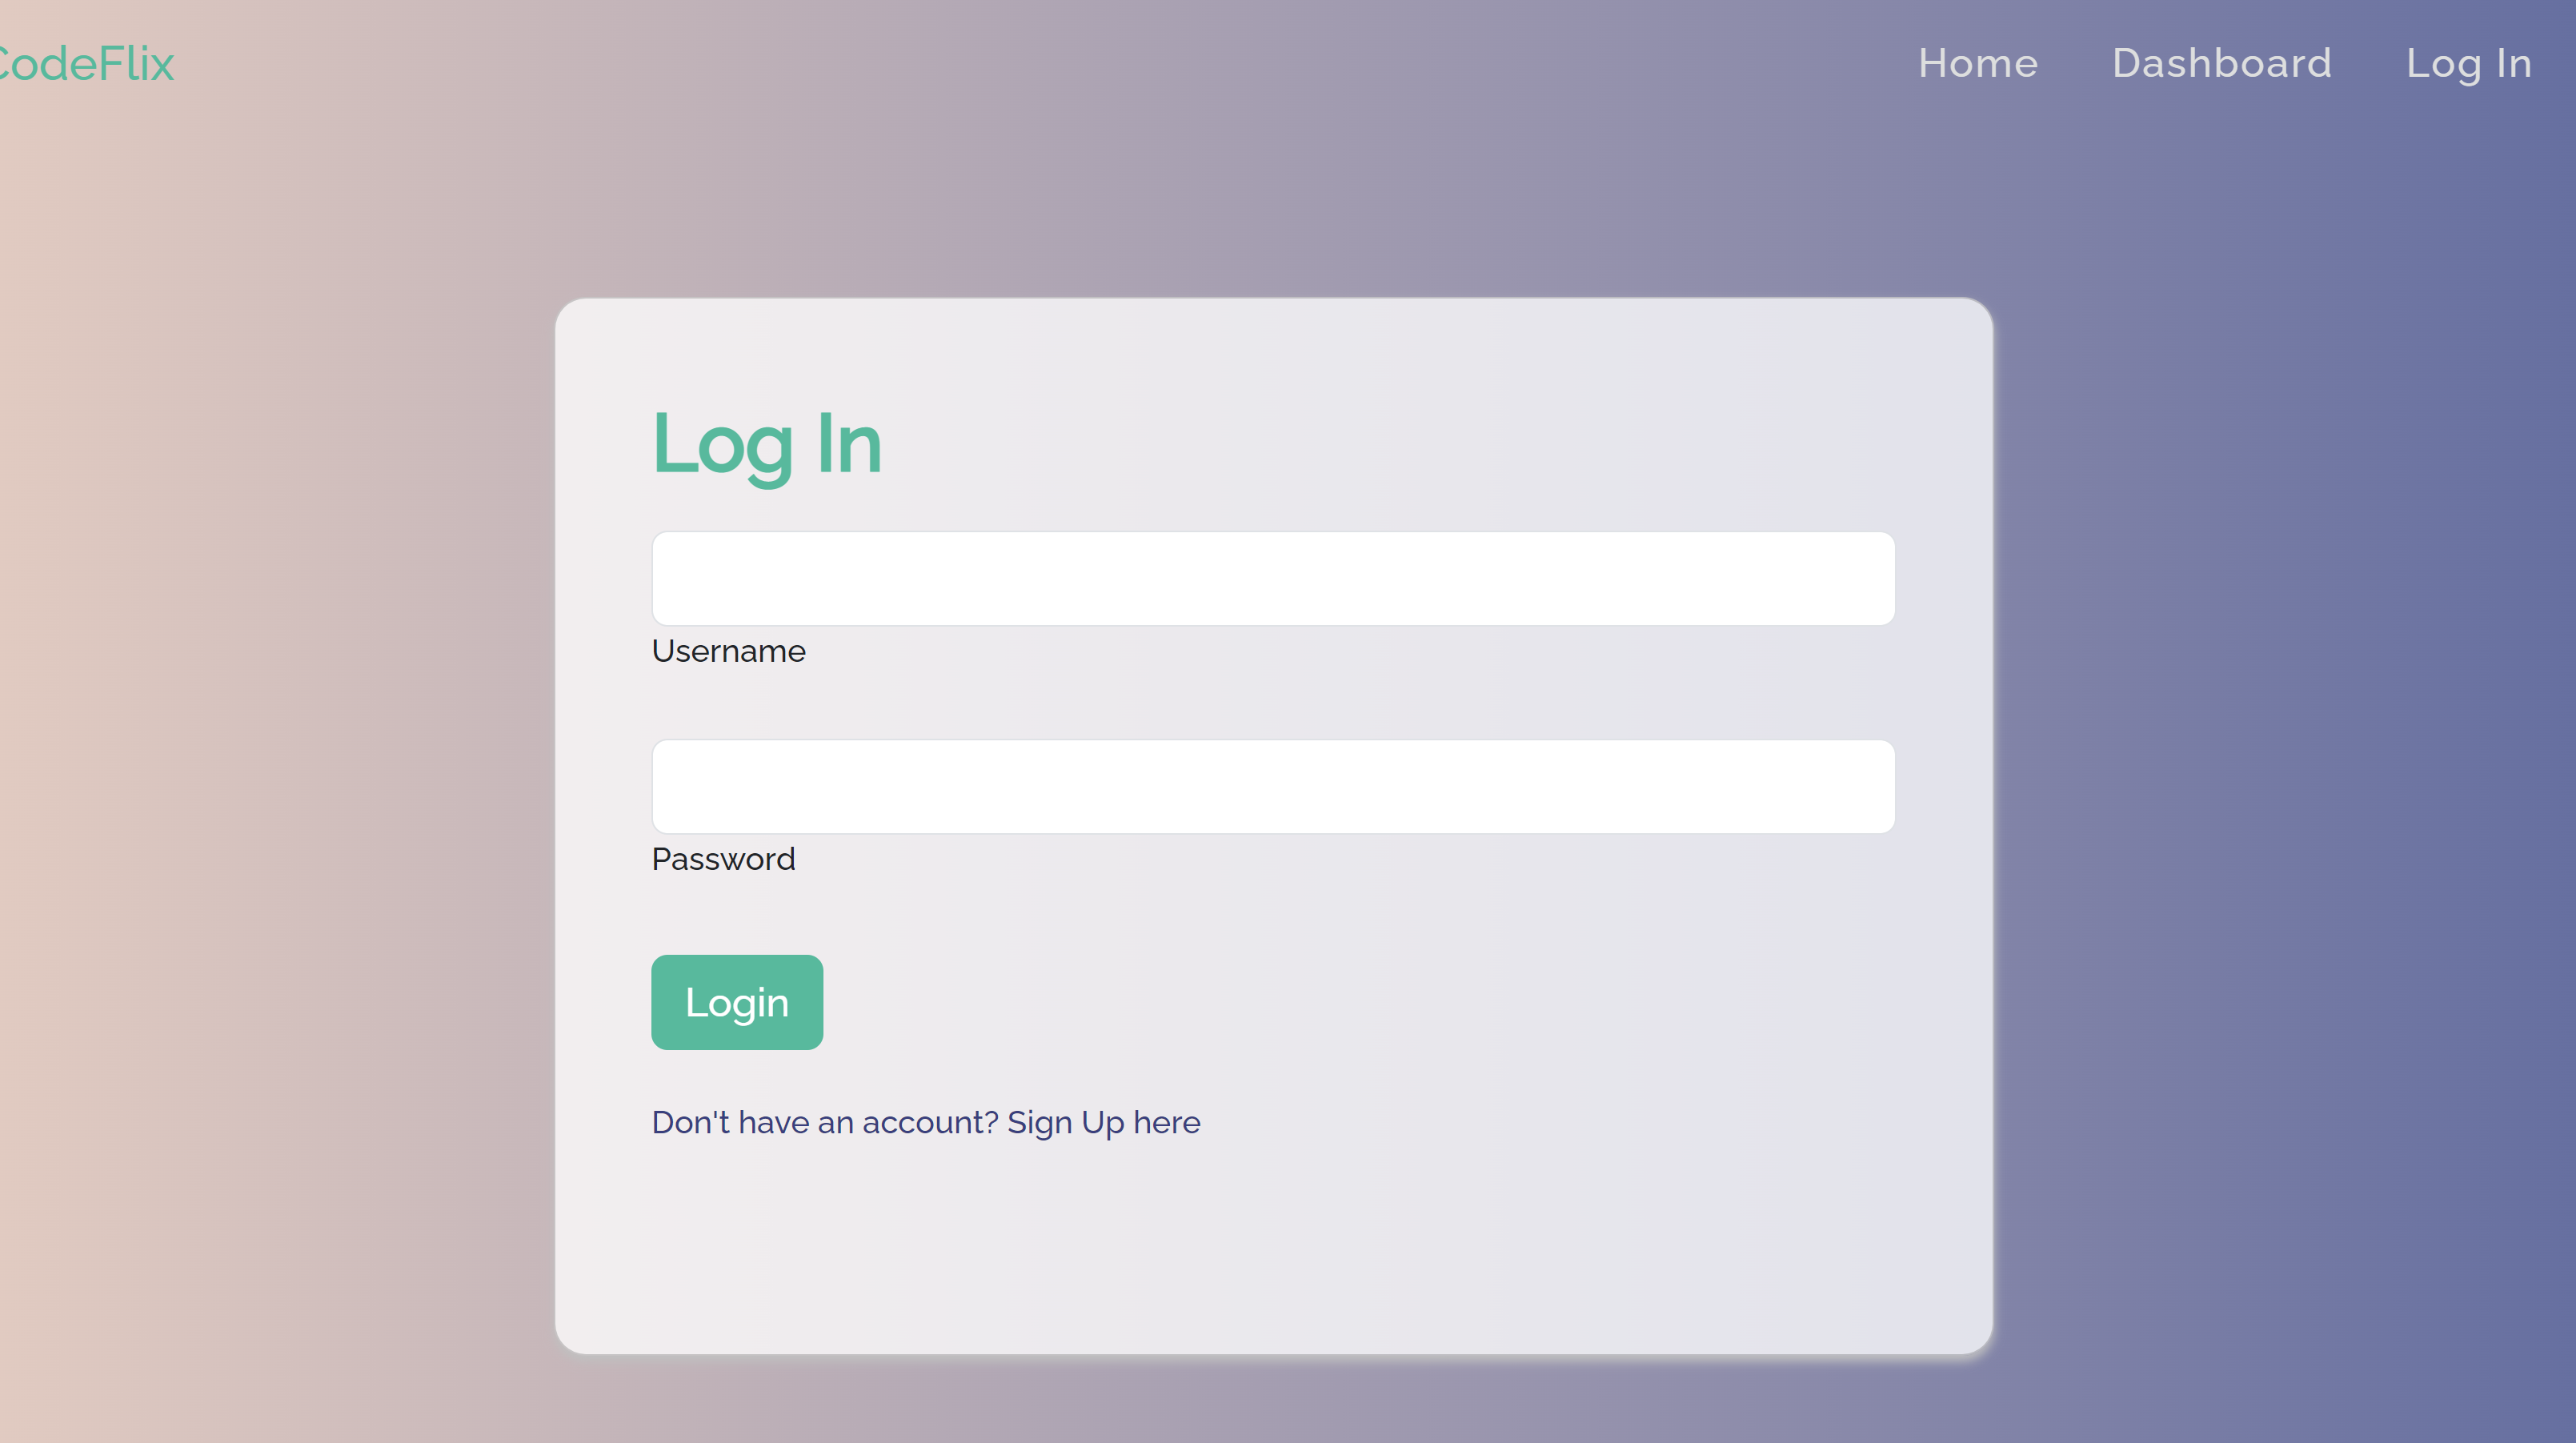 CodeFlix
Home Dashboard Log In
Log In
Username
Password
Login
Don't have an account? Sign Up here